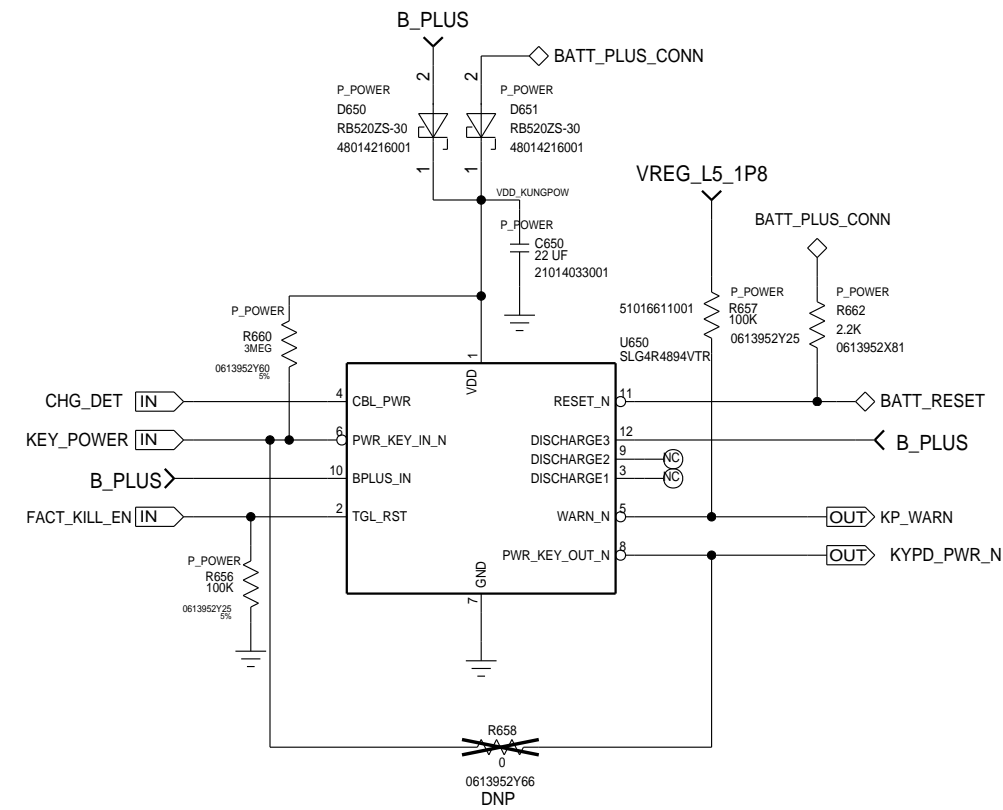 B_PLUS
2
2
BATT_PLUS_CONN
P_POWER
D650
RB520ZS-30
48014216001
P_POWER
D651
RB520ZS-30
48014216001
1
1
VDD_KUNGPOW
P_POWER
C650
22 UF
21014033001
VREG_L5_1P8
BATT_PLUS_CONN
P_POWER
R660
3MEG
0613952Y60
5%
51016611001
P_POWER
R657
100K
0613952Y25
P_POWER
R662
2.2K
0613952X81
U650
SLG4R4894VTR
1
VDD
CHG_DET IN 4 CBL_PWR
RESET_N 11 BATT_RESET
KEY_POWER IN 6 PWR_KEY_IN_N
DISCHARGE3 12 B_PLUS
DISCHARGE2 9 NC
B_PLUS 10 BPLUS_IN
DISCHARGE1 3 NC
FACT_KILL_EN IN 2 TGL_RST
WARN_N 5 OUT KP_WARN
PWR_KEY_OUT_N 8 OUT KYPD_PWR_N
P_POWER
R656
100K
0613952Y25
5%
GND
7
R658
0
0613952Y66
DNP